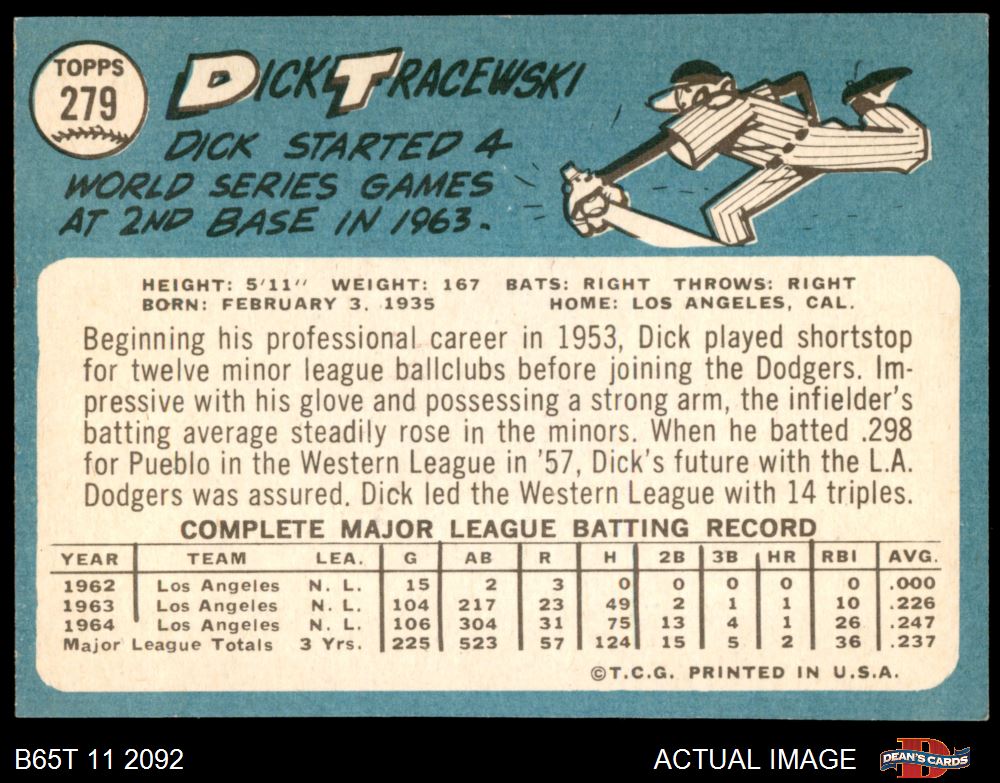 TOPPS
279
DICK TRACEWSKI
DICK STARTED 4
WORLD SERIES GAMES
AT 2ND BASE IN 1963.
HEIGHT: 5'11" WEIGHT: 167 BATS: RIGHT THROWS: RIGHT
BORN: FEBRUARY 3, 1935 HOME: LOS ANGELES, CAL.
Beginning his professional career in 1953, Dick played shortstop
for twelve minor league ballclubs before joining the Dodgers. Im-
pressive with his glove and possessing a strong arm, the infielder's
batting average steadily rose in the minors. When he batted .298
for Pueblo in the Western League in '57, Dick's future with the L.A.
Dodgers was assured. Dick led the Western League with 14 triples.
COMPLETE MAJOR LEAGUE BATTING RECORD
YEAR TEAM LEA. G AB R H 2B 3B HR RBI AVG.
1962 Los Angeles N. L. 15 2 3 0 0 0 0 0 .000
1963 Los Angeles N. L. 104 217 23 49 2 1 1 10 .226
1964 Los Angeles N. L. 106 304 31 75 13 4 1 26 .247
Major League Totals 3 Yrs. 225 523 57 124 15 5 2 36 .237
©T.C.G. PRINTED IN U.S.A.
B65T 11 2092 ACTUAL IMAGE DEAN'S CARDS